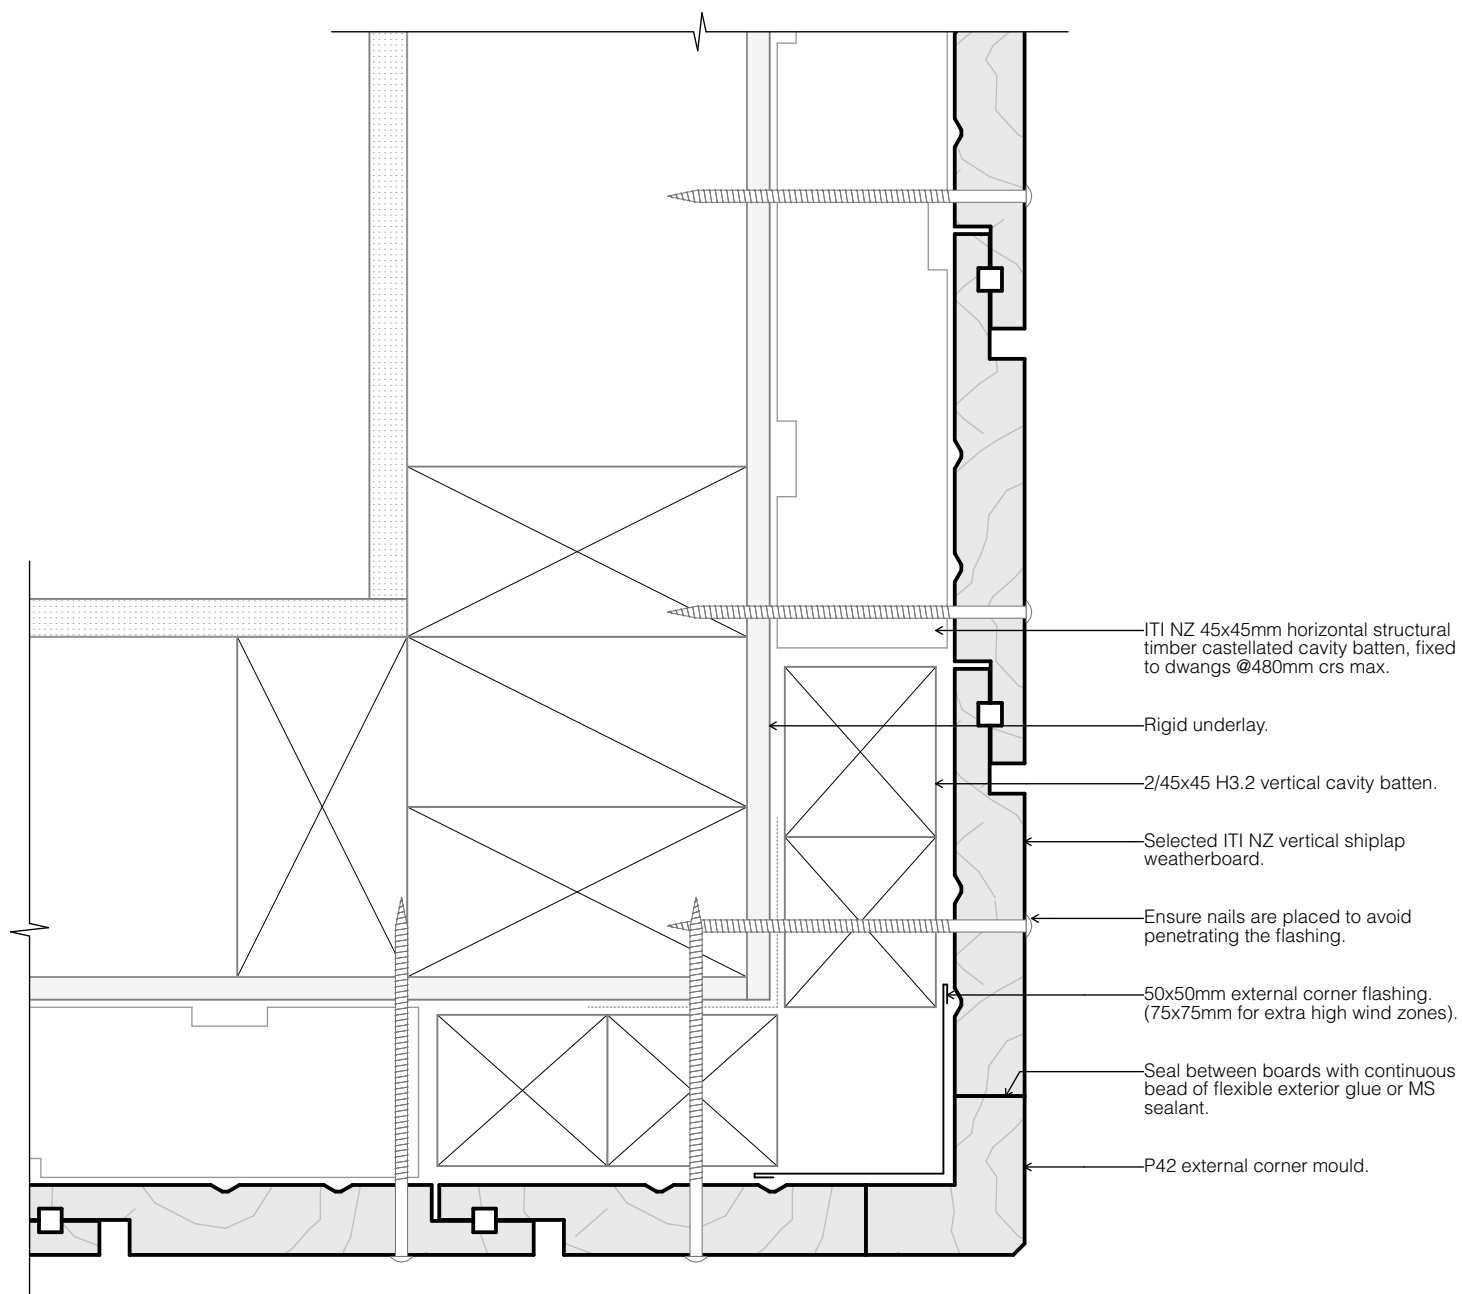 ITI NZ 45x45mm horizontal structural
timber castellated cavity batten, fixed
to dwangs @480mm crs max.
Rigid underlay.
2/45x45 H3.2 vertical cavity batten.
Selected ITI NZ vertical shiplap
weatherboard.
Ensure nails are placed to avoid
penetrating the flashing.
50x50mm external corner flashing.
(75x75mm for extra high wind zones).
Seal between boards with continuous
bead of flexible exterior glue or MS
sealant.
P42 external corner mould.